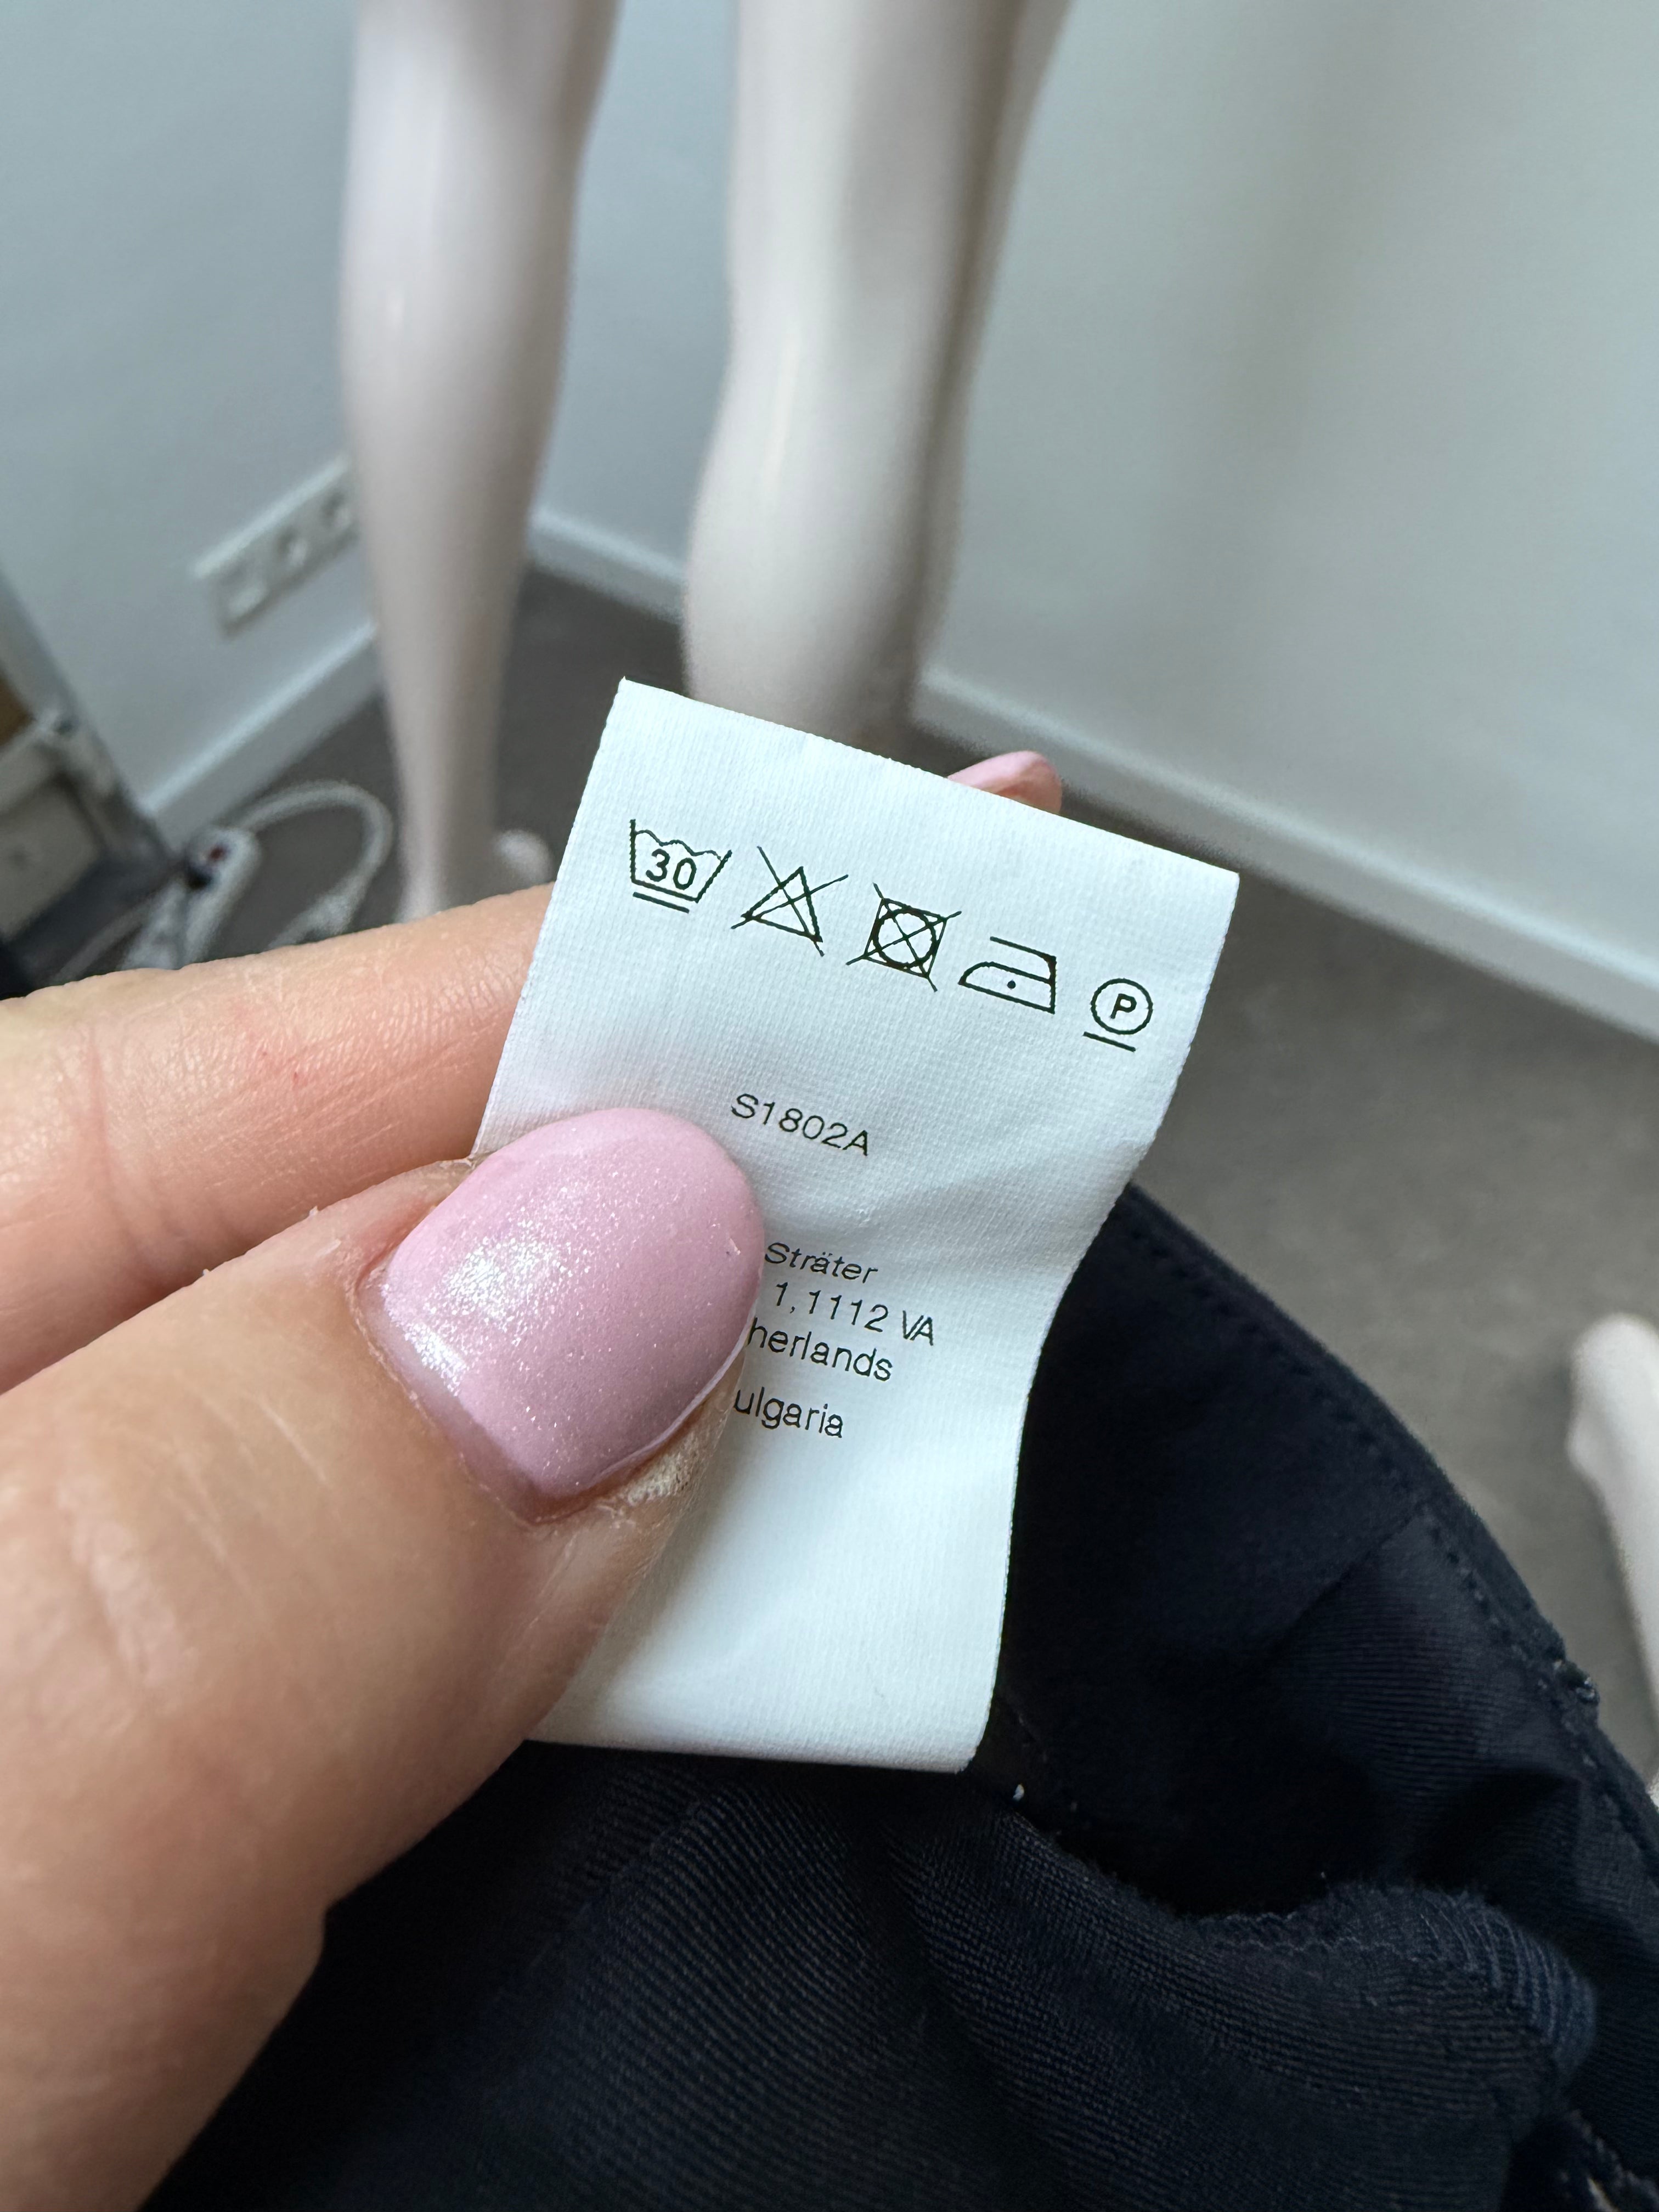 30 P
S1802A
Sträter
1, 1112 VA
herlands
ulgaria